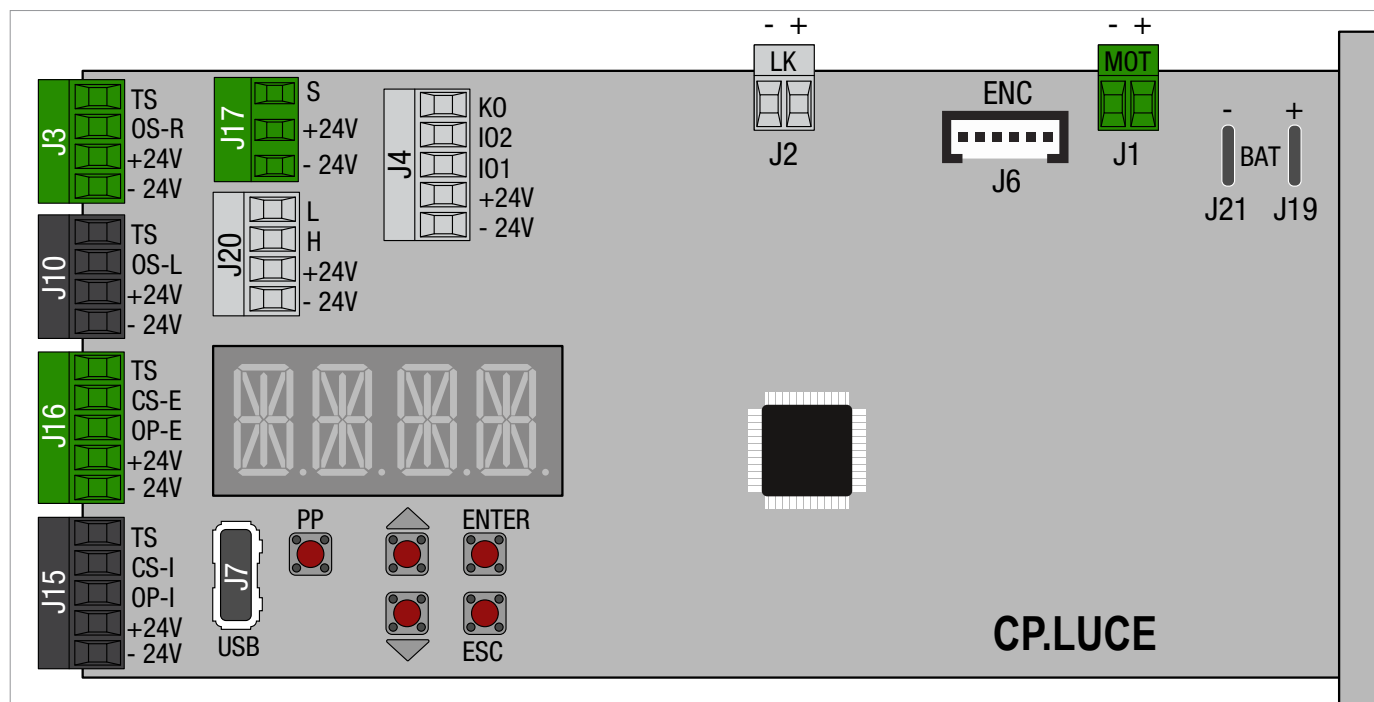 - +
- +
LK
MOT
J2
ENC
J6
J1
-
+
BAT
J21
J19
J3
TS
OS-R
+24V
- 24V
J17
S
+24V
- 24V
J4
KO
IO2
IO1
+24V
- 24V
J10
TS
OS-L
+24V
- 24V
J20
L
H
+24V
- 24V
J16
TS
CS-E
OP-E
+24V
- 24V
J15
TS
CS-I
OP-I
+24V
- 24V
J7
USB
PP
ENTER
ESC
CP.LUCE